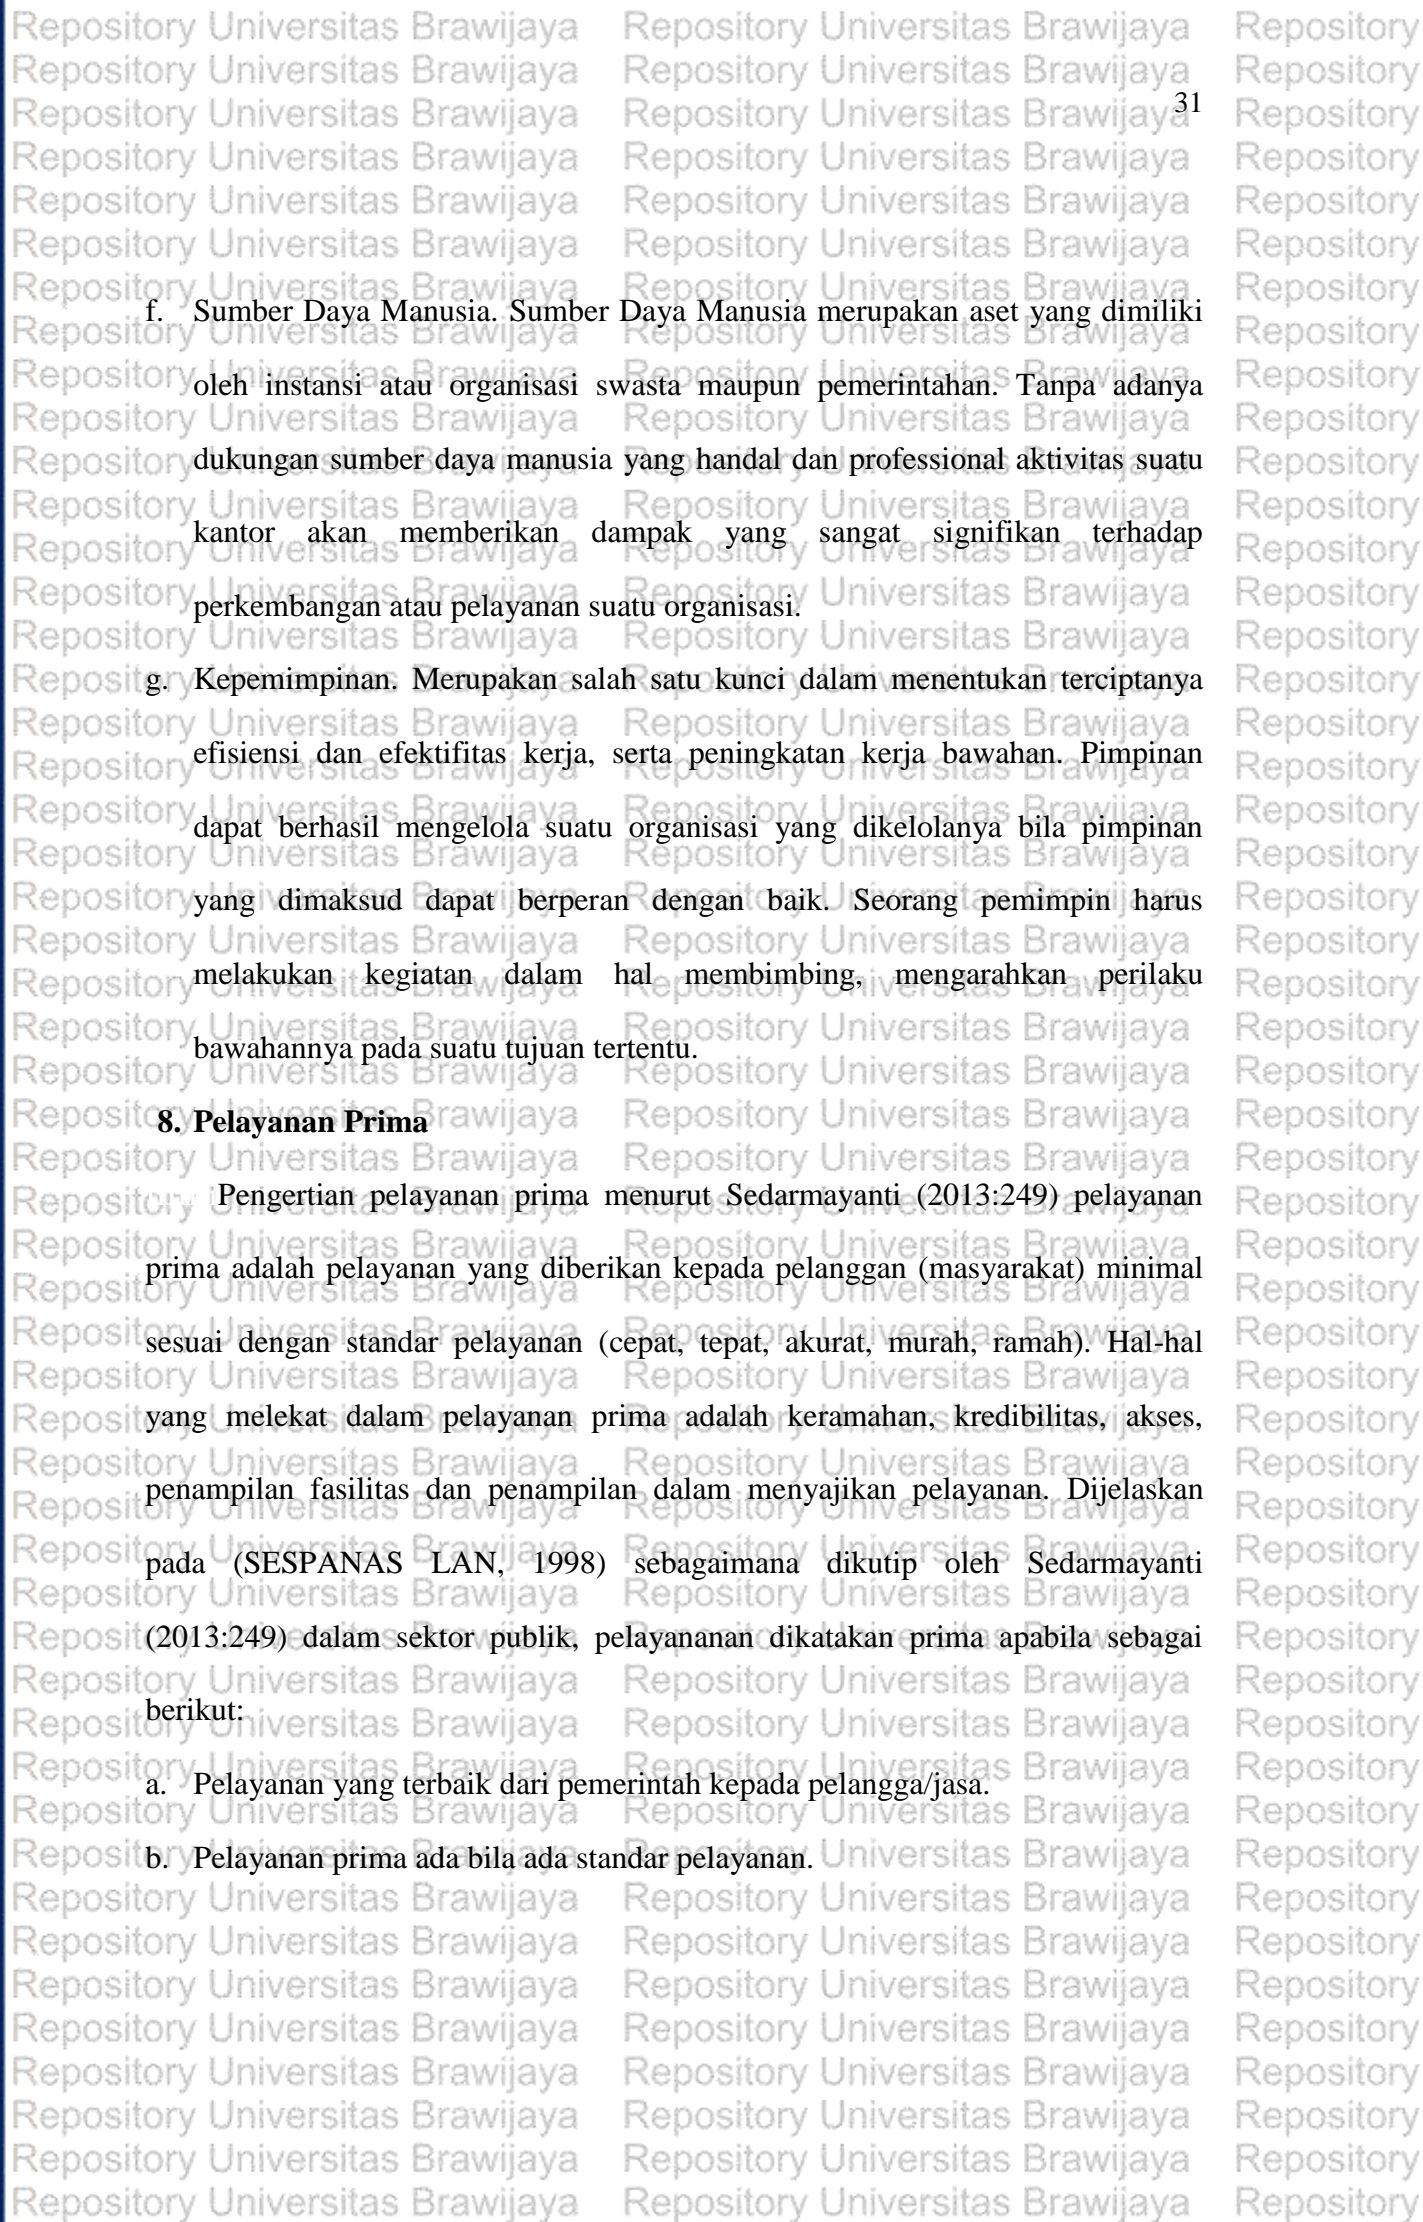 31
f. Sumber Daya Manusia. Sumber Daya Manusia merupakan aset yang dimiliki
oleh instansi atau organisasi swasta maupun pemerintahan. Tanpa adanya
dukungan sumber daya manusia yang handal dan professional aktivitas suatu
kantor akan memberikan dampak yang sangat signifikan terhadap
perkembangan atau pelayanan suatu organisasi.
g. Kepemimpinan. Merupakan salah satu kunci dalam menentukan terciptanya
efisiensi dan efektifitas kerja, serta peningkatan kerja bawahan. Pimpinan
dapat berhasil mengelola suatu organisasi yang dikelolanya bila pimpinan
yang dimaksud dapat berperan dengan baik. Seorang pemimpin harus
melakukan kegiatan dalam hal membimbing, mengarahkan perilaku
bawahannya pada suatu tujuan tertentu.
8. Pelayanan Prima
Pengertian pelayanan prima menurut Sedarmayanti (2013:249) pelayanan
prima adalah pelayanan yang diberikan kepada pelanggan (masyarakat) minimal
sesuai dengan standar pelayanan (cepat, tepat, akurat, murah, ramah). Hal-hal
yang melekat dalam pelayanan prima adalah keramahan, kredibilitas, akses,
penampilan fasilitas dan penampilan dalam menyajikan pelayanan. Dijelaskan
pada (SESPANAS LAN, 1998) sebagaimana dikutip oleh Sedarmayanti
(2013:249) dalam sektor publik, pelayananan dikatakan prima apabila sebagai
berikut:
a. Pelayanan yang terbaik dari pemerintah kepada pelangga/jasa.
b. Pelayanan prima ada bila ada standar pelayanan.